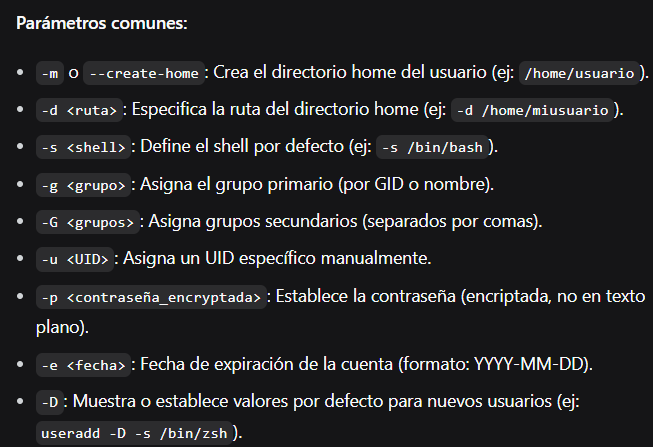 Parámetros comunes:
-m o --create-home: Crea el directorio home del usuario (ej: /home/usuario).
-d <ruta>: Especifica la ruta del directorio home (ej: -d /home/miusuario).
-s <shell>: Define el shell por defecto (ej: -s /bin/bash).
-g <grupo>: Asigna el grupo primario (por GID o nombre).
-G <grupos>: Asigna grupos secundarios (separados por comas).
-u <UID>: Asigna un UID específico manualmente.
-p <contraseña_encryptada>: Establece la contraseña (encriptada, no en texto
plano).
-e <fecha>: Fecha de expiración de la cuenta (formato: YYYY-MM-DD).
-D: Muestra o establece valores por defecto para nuevos usuarios (ej:
useradd -D -s /bin/zsh).